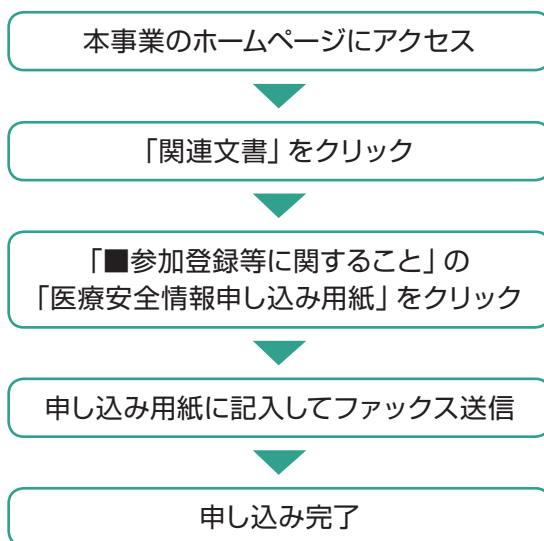 本事業のホームページにアクセス
「関連文書」をクリック
「■参加登録等に関すること」の
「医療安全情報申し込み用紙」をクリック
申し込み用紙に記入してファックス送信
申し込み完了